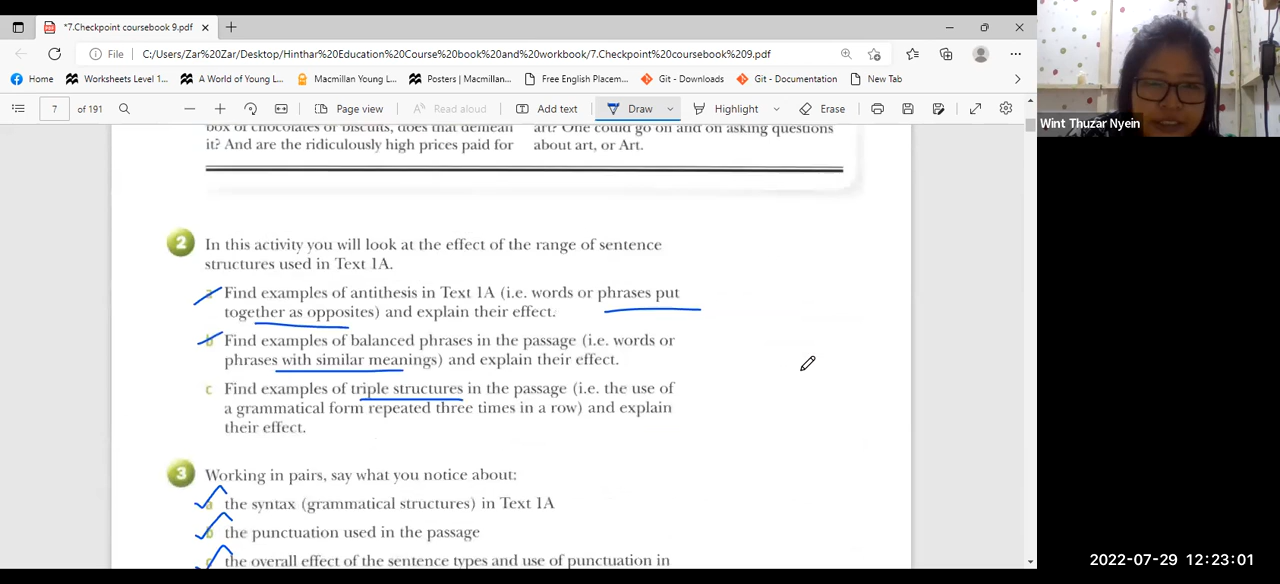 *7.Checkpoint coursebook 9.pdf
File C:/Users/Zar%20Zar/Desktop/Hinthar%20Education%20Course%20book%20and%20workbook/7.Checkpoint%20coursebook%209.pdf
Home Worksheets Level 1... A World of Young L... Macmillan Young L... Posters | Macmillan... Free English Placem... Git - Downloads Git - Documentation New Tab
7 of 191 Page view Read aloud Add text Draw Highlight Erase
Wint Thuzar Nyein
box of chocolates or biscuits, does that demean
it? And are the ridiculously high prices paid for
art? One could go on and on asking questions
about art, or Art.
2 In this activity you will look at the effect of the range of sentence
structures used in Text 1A.
a Find examples of antithesis in Text 1A (i.e. words or phrases put
together as opposites) and explain their effect.
b Find examples of balanced phrases in the passage (i.e. words or
phrases with similar meanings) and explain their effect.
c Find examples of triple structures in the passage (i.e. the use of
a grammatical form repeated three times in a row) and explain
their effect.
3 Working in pairs, say what you notice about:
a the syntax (grammatical structures) in Text 1A
b the punctuation used in the passage
c the overall effect of the sentence types and use of punctuation in
2022-07-29 12:23:01